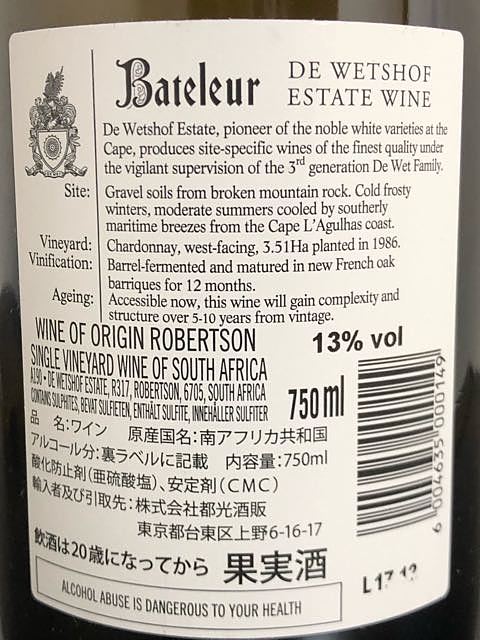 Bateleur DE WETSHOF
ESTATE WINE
De Wetshof Estate, pioneer of the noble white varieties at the
Cape, produces site-specific wines of the finest quality under
the vigilant supervision of the 3rd generation De Wet Family.
Site: Gravel soils from broken mountain rock. Cold frosty
winters, moderate summers cooled by southerly
maritime breezes from the Cape L'Agulhas coast.
Vineyard: Chardonnay, west-facing, 3.51Ha planted in 1986.
Vinification: Barrel-fermented and matured in new French oak
barriques for 12 months.
Ageing: Accessible now, this wine will gain complexity and
structure over 5-10 years from vintage.
WINE OF ORIGIN ROBERTSON
13% vol
SINGLE VINEYARD WINE OF SOUTH AFRICA
A190 • DE WETSHOF ESTATE, R317, ROBERTSON, 6705, SOUTH AFRICA
CONTAINS SULPHITES, BEVAT SULFIETEN, ENTHÄLT SULFITE, INNEHÅLLER SULFITER
750ml
品 名:ワイン 原産国名:南アフリカ共和国
アルコール分:裏ラベルに記載 内容量:750ml
酸化防止剤(亜硫酸塩)、安定剤(CMC)
輸入者及び引取先:株式会社都光酒販
東京都台東区上野6-16-17
飲酒は20歳になってから 果実酒
ALCOHOL ABUSE IS DANGEROUS TO YOUR HEALTH
6 004635 000149